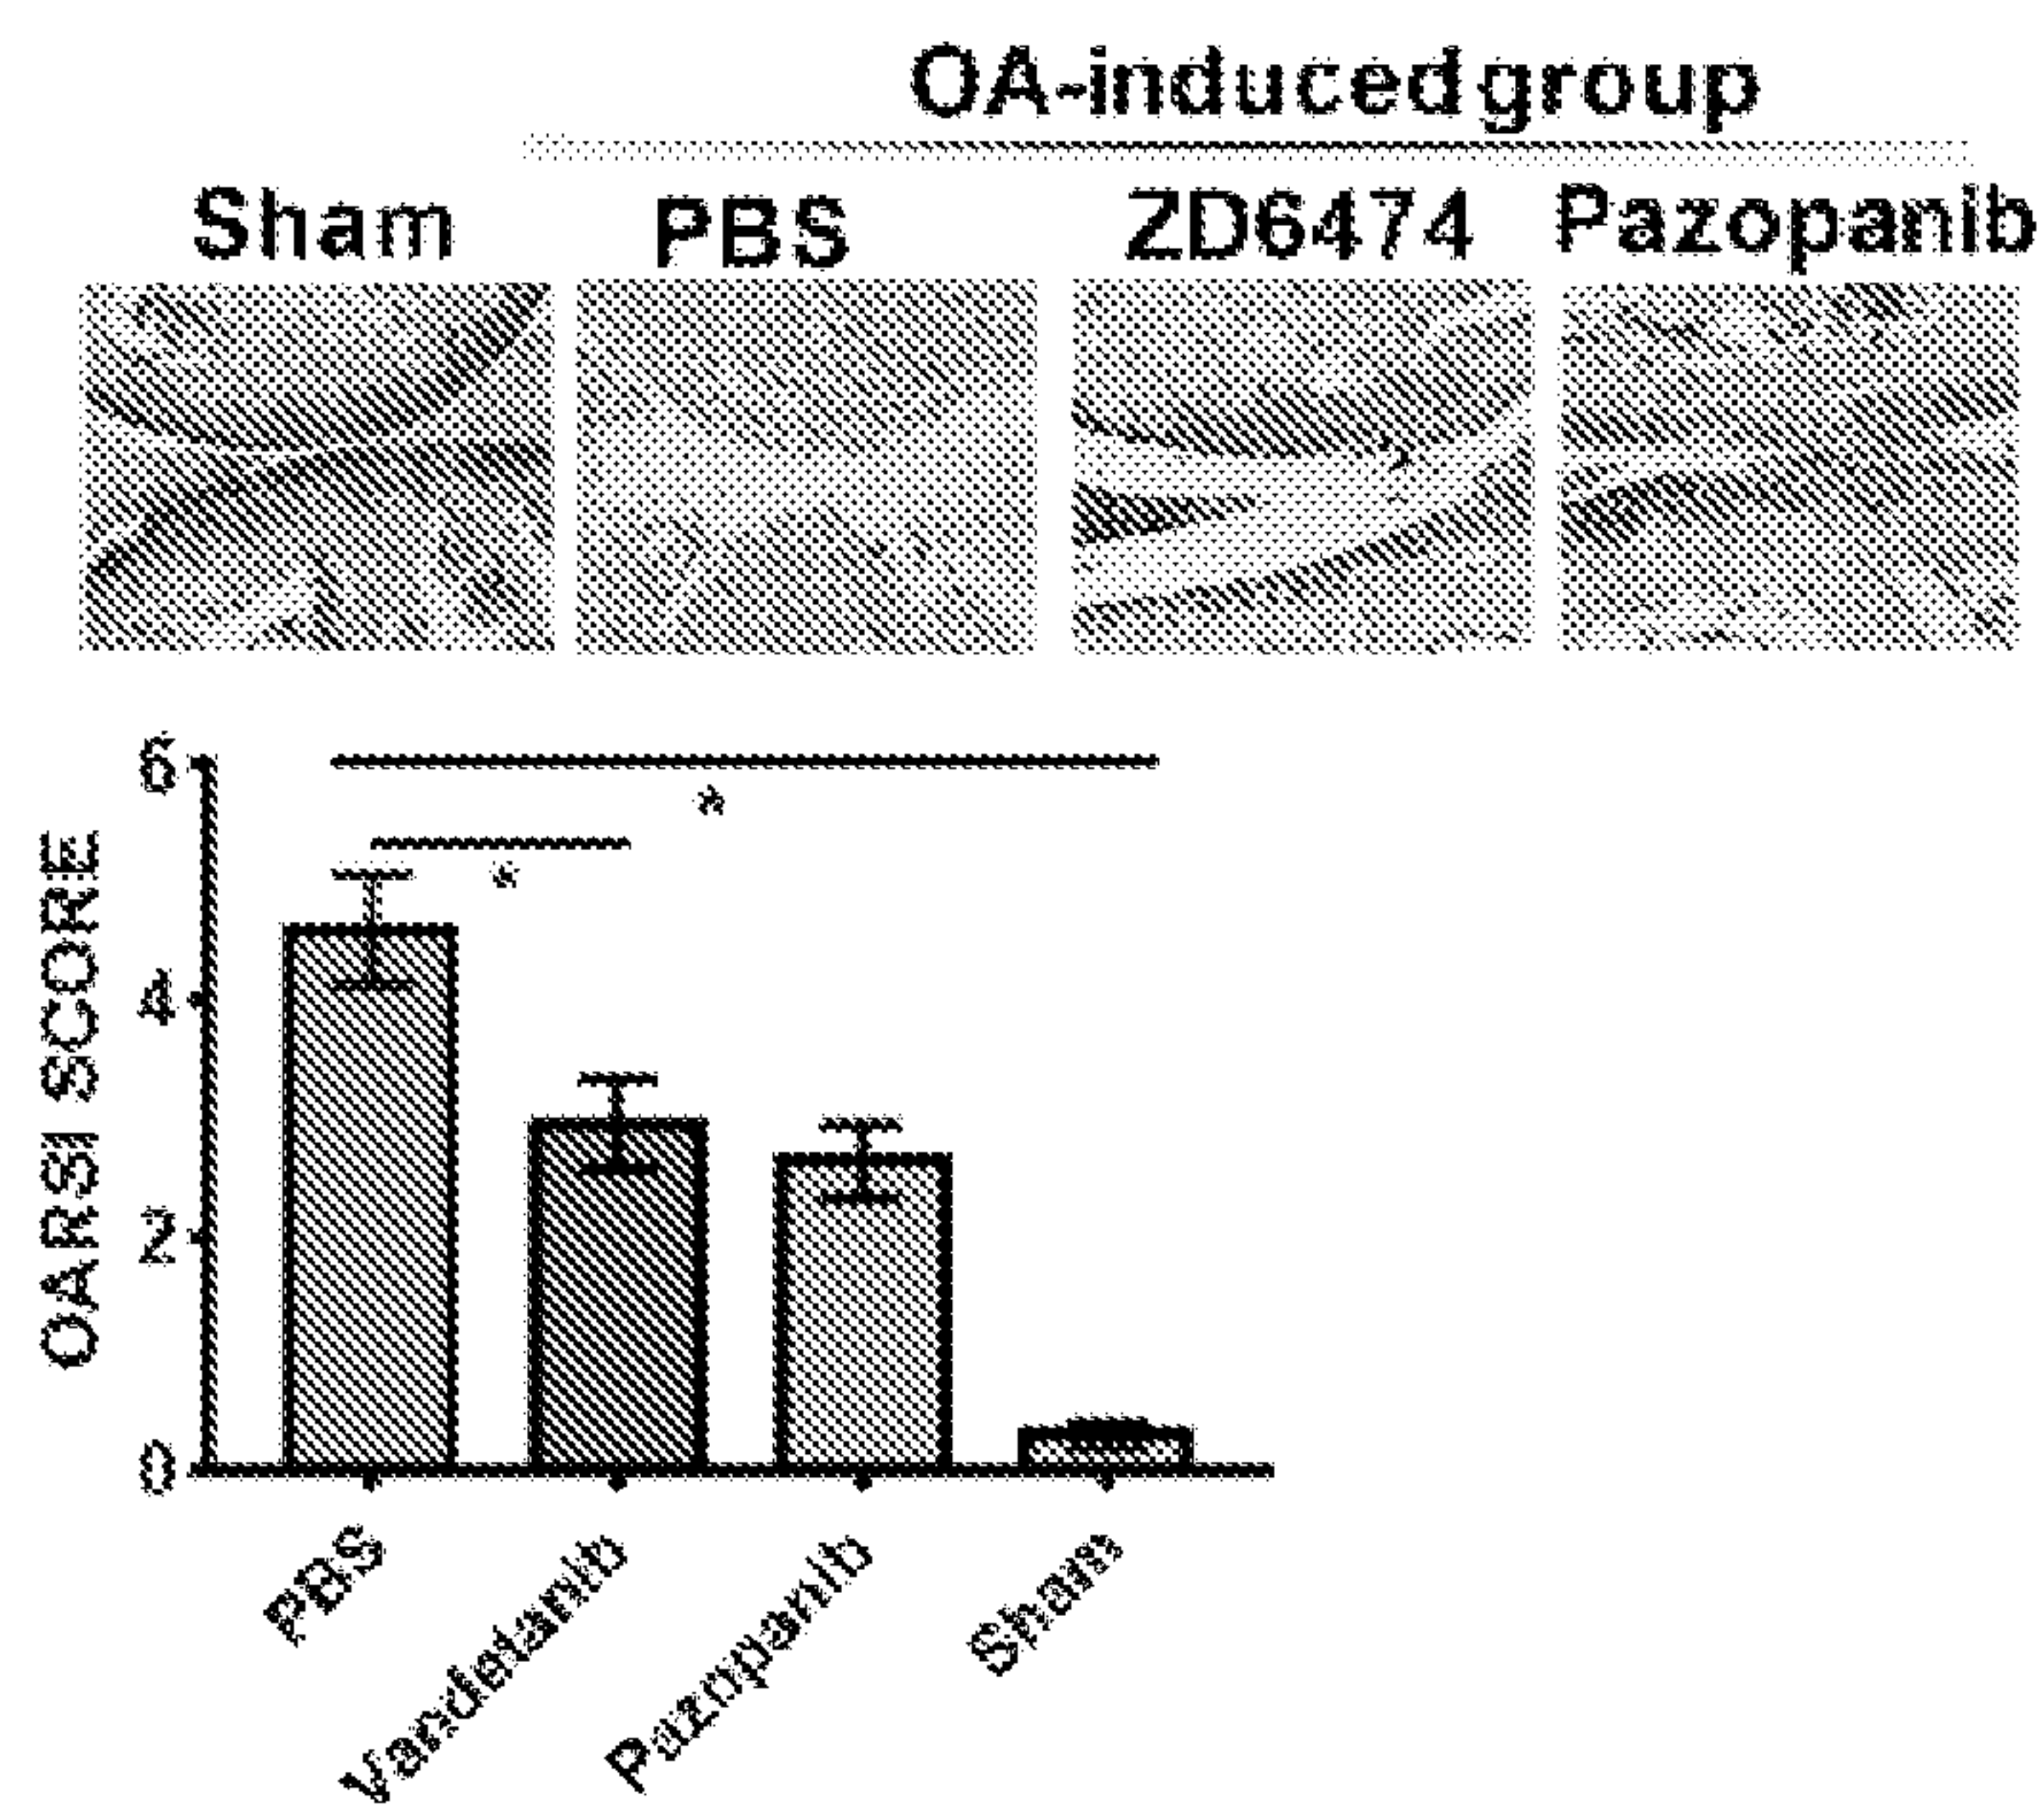 OA-induced group
Sham PBS ZD6474 Pazopanib
6
*
*
4
2
0
OARSI SCORE
PBS
Vandetanib
Pazopanib
Sham